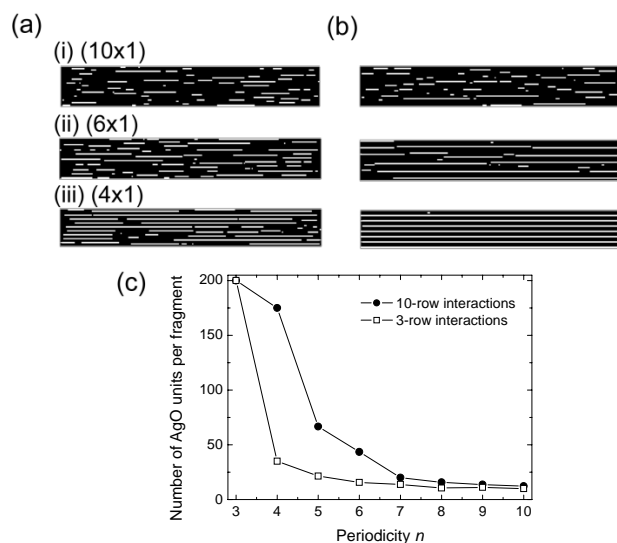 (a)
(b)
(i) (10x1)
(ii) (6x1)
(iii) (4x1)
(c)
200
150
100
50
0
Number of AgO units per fragment
10-row interactions
3-row interactions
3 4 5 6 7 8 9 10
Periodicity n